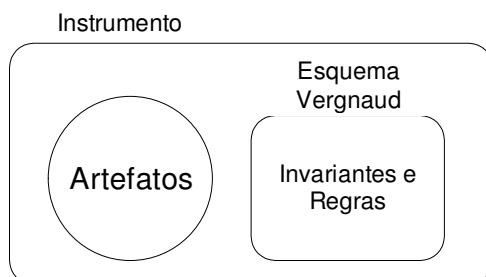 Instrumento
Esquema
Vergnaud
Artefatos
Invariantes e
Regras